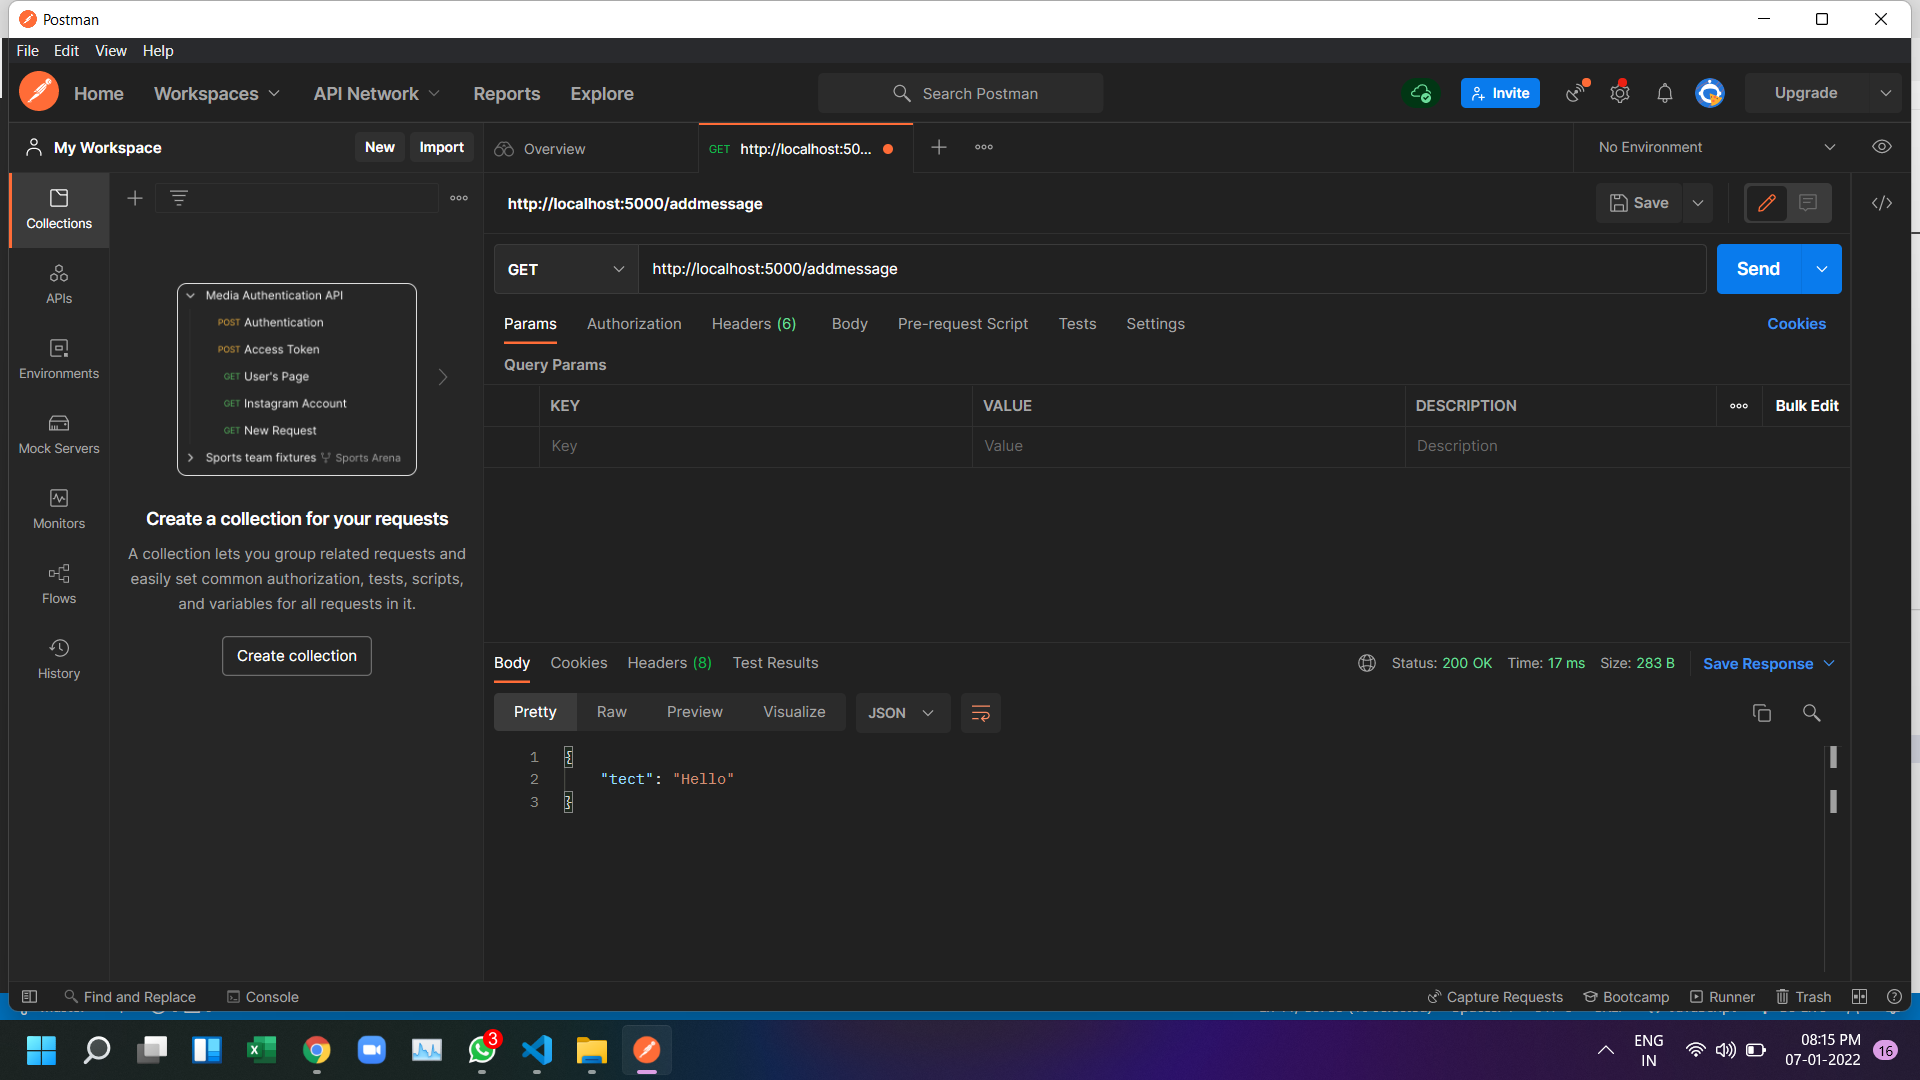 Postman
File Edit View Help
Home Workspaces API Network Reports Explore Search Postman Invite Upgrade
My Workspace New Import Overview GET http://localhost:50... No Environment
Collections
http://localhost:5000/addmessage Save
GET http://localhost:5000/addmessage Send
APIs
Media Authentication API
POST Authentication
POST Access Token
GET User's Page
GET Instagram Account
GET New Request
Sports team fixtures Sports Arena
Params Authorization Headers (6) Body Pre-request Script Tests Settings Cookies
Query Params
KEY VALUE DESCRIPTION Bulk Edit
Key Value Description
Environments
Mock Servers
Monitors
Flows
History
Create a collection for your requests
A collection lets you group related requests and
easily set common authorization, tests, scripts,
and variables for all requests in it.
Create collection
Body Cookies Headers (8) Test Results Status: 200 OK Time: 17 ms Size: 283 B Save Response
Pretty Raw Preview Visualize JSON
1 {
2 "tect": "Hello"
3 }
Find and Replace Console Capture Requests Bootcamp Runner Trash
3
ENG
IN
08:15 PM
07-01-2022
16